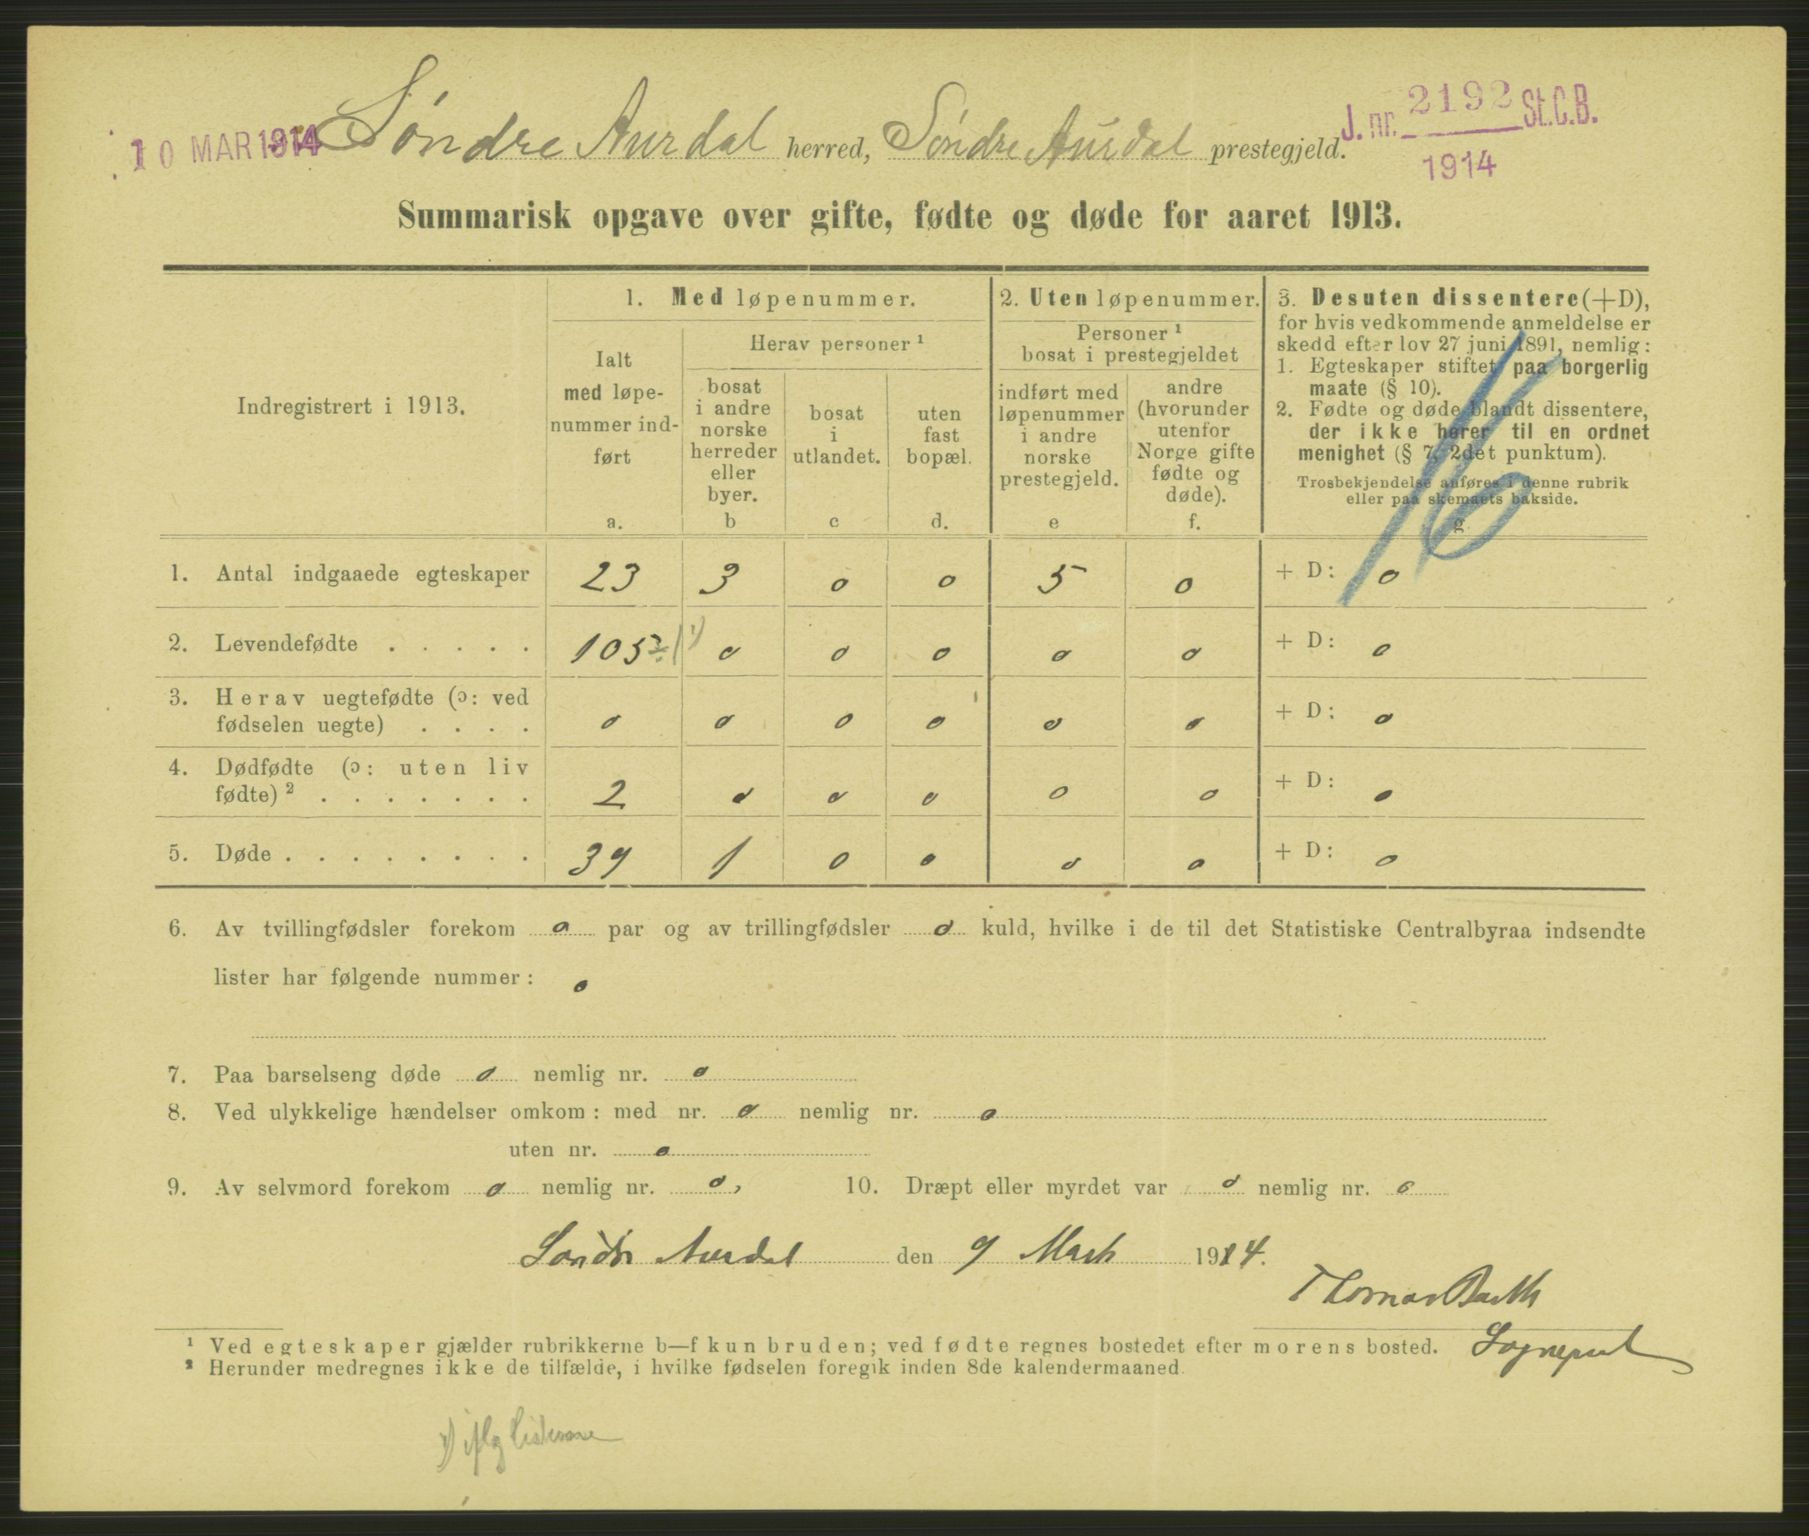 10 MAR 1914 Søndre Aurdal herred, Søndre Aurdal prestegjeld. J. nr. 2192 St.C.B.
1914
Summarisk opgave over gifte, fødte og døde for aaret 1913.
Indregistrert i 1913.
1. Med løpenummer.
Ialt
med løpe-
nummer ind-
ført
a.
Herav personer ¹
bosat
i andre
norske
herreder
eller
byer.
b
bosat
i
utlandet.
c
uten
fast
bopæl.
d.
2. Uten løpenummer.
Personer ¹
bosat i prestegjeldet
indført med
løpenummer
i andre
norske
prestegjeld.
e
andre
(hvorunder
utenfor
Norge gifte
fødte og
døde).
f.
3. Desuten dissentere (+D),
for hvis vedkommende anmeldelse er
skedd efter lov 27 juni 1891, nemlig:
1. Egteskaper stiftet paa borgerlig
maate (§ 10).
2. Fødte og døde blandt dissentere,
der ikke hører til en ordnet
menighet (§ 7, 2det punktum).
Trosbekjendelse anføres i denne rubrik
eller paa skemaets bakside.
g
1. Antal indgaaede egteskaper 23 3 0 0 5 0 + D: 0
2. Levendefødte . . . . . 105 ¹) 0 0 0 0 0 + D: 0
3. Herav uegtefødte (ɔ: ved
fødselen uegte) . . . . 0 0 0 0 0 0 + D: 0
4. Dødfødte (ɔ: uten liv
fødte) ² . . . . . . . 2 0 0 0 0 0 + D: 0
5. Døde . . . . . . . . . 39 1 0 0 0 0 + D: 0
6. Av tvillingfødsler forekom 0 par og av trillingfødsler 0 kuld, hvilke i de til det Statistiske Centralbyraa indsendte
lister har følgende nummer: 0
7. Paa barselseng døde 0 nemlig nr. 0
8. Ved ulykkelige hændelser omkom: med nr. 0 nemlig nr. 0
uten nr. 0
9. Av selvmord forekom 0 nemlig nr. 0, 10. Dræpt eller myrdet var 0 nemlig nr. 0
Søndre Aurdal den 9 Marts 1914.
Thomas Barth
Sogneprest
¹ Ved egteskaper gjælder rubrikkerne b—f kun bruden; ved fødte regnes bostedet efter morens bosted.
² Herunder medregnes ikke de tilfælde, i hvilke fødselen foregik inden 8de kalendermaaned.
¹) iflg listerne